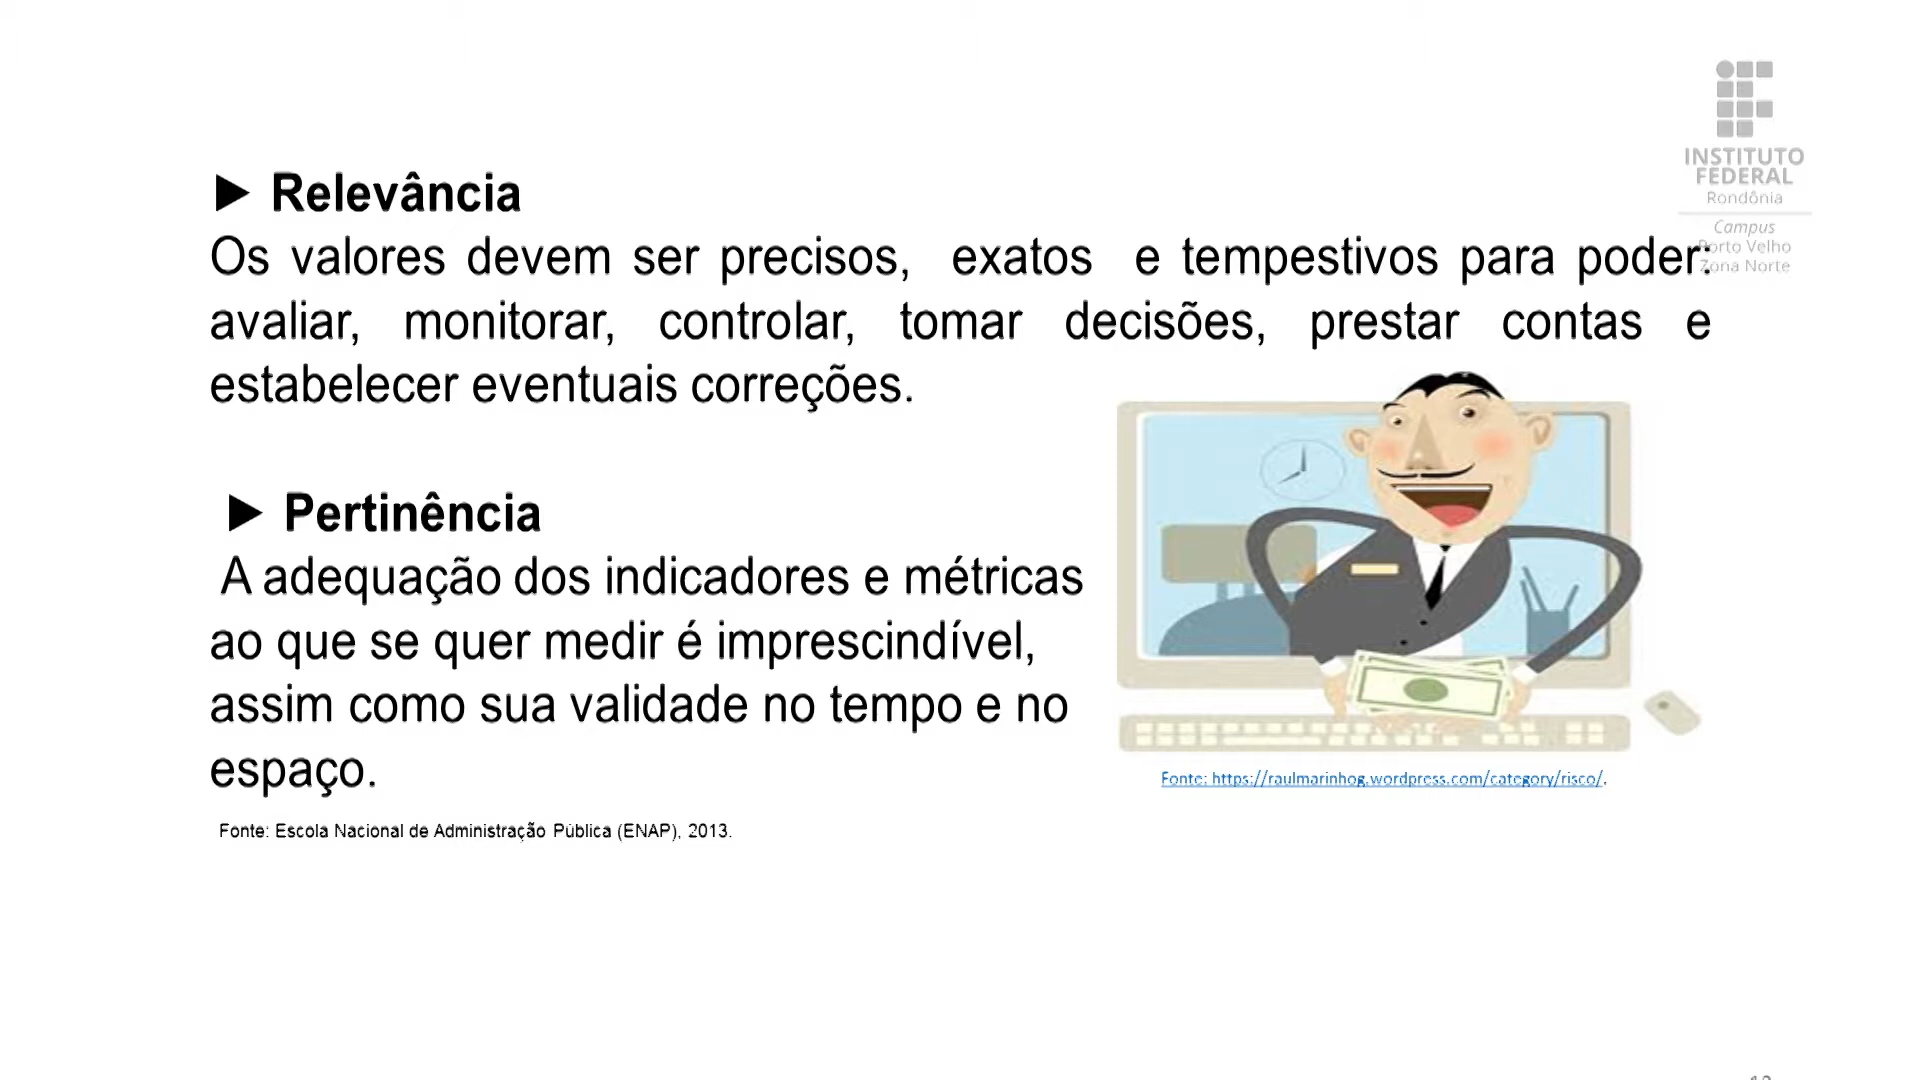 INSTITUTO
FEDERAL
Rondônia
Campus
Porto Velho
Zona Norte
► Relevância
Os valores devem ser precisos, exatos e tempestivos para poder:
avaliar, monitorar, controlar, tomar decisões, prestar contas e
estabelecer eventuais correções.
► Pertinência
A adequação dos indicadores e métricas
ao que se quer medir é imprescindível,
assim como sua validade no tempo e no
espaço.
Fonte: https://raulmarinhog.wordpress.com/category/risco/.
Fonte: Escola Nacional de Administração Pública (ENAP), 2013.